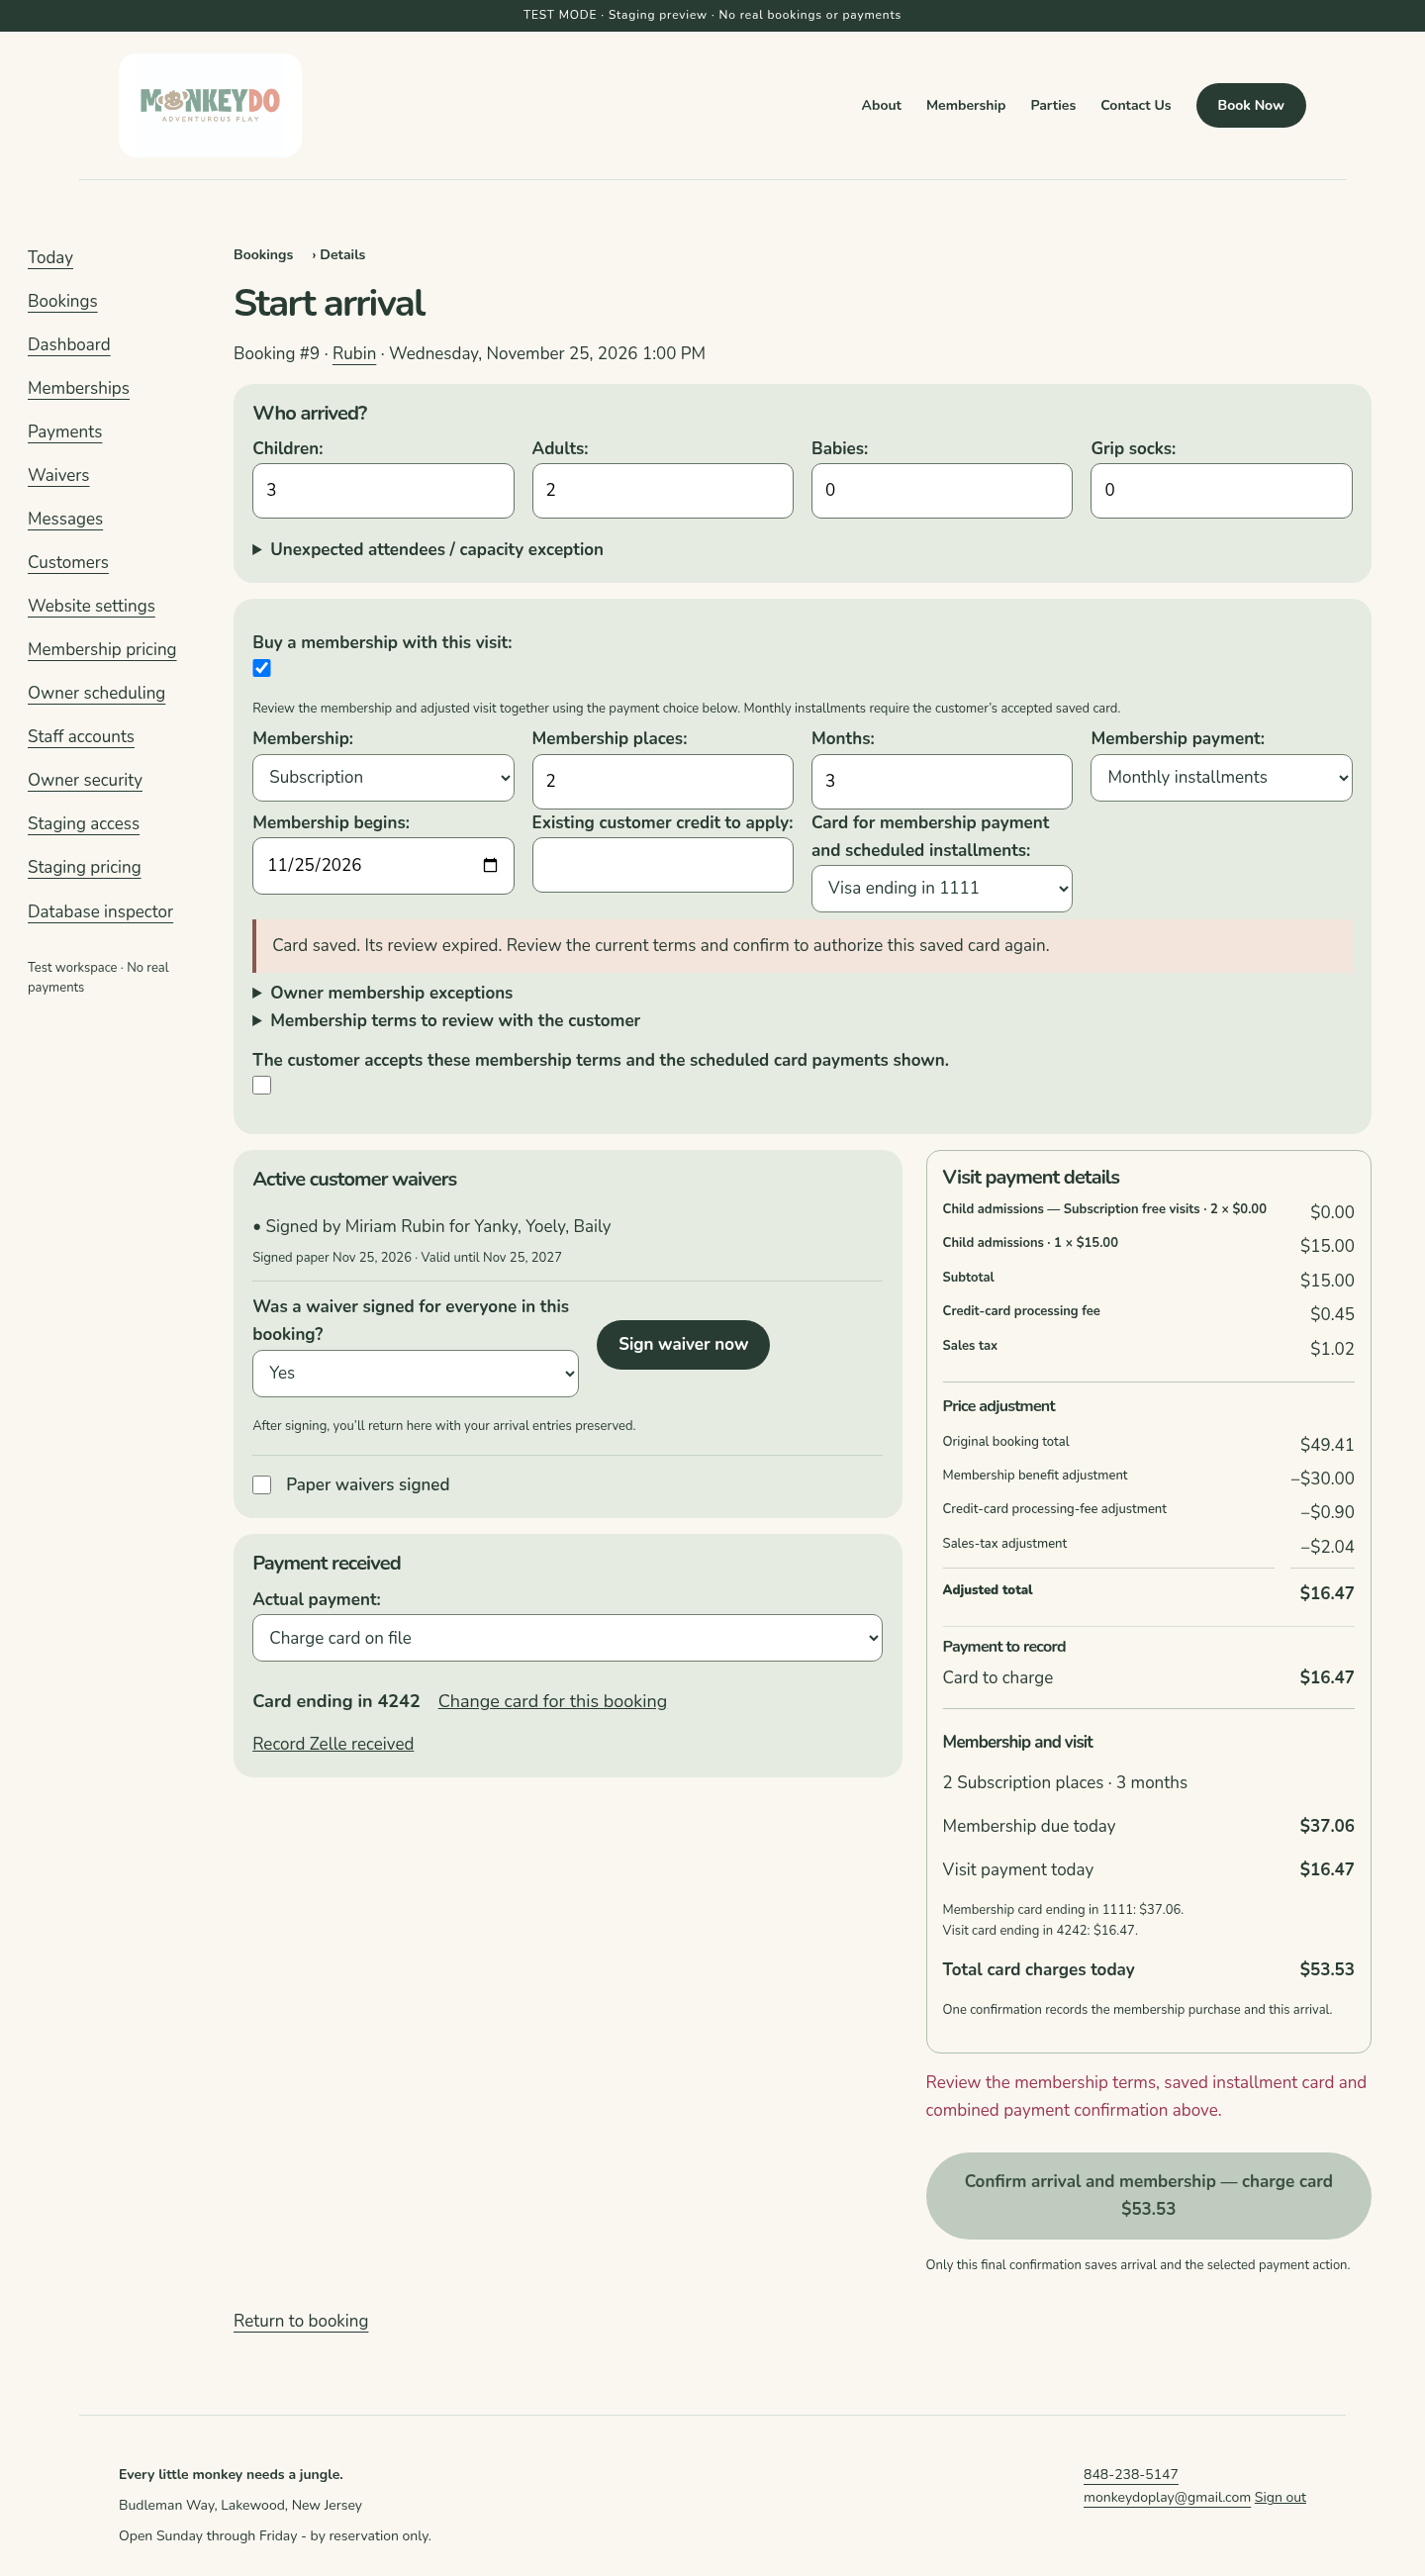 TEST MODE · Staging preview · No real bookings or payments
MONKEYDO
ADVENTUROUS PLAY
About Membership Parties Contact Us Book Now
Today
Bookings
Dashboard
Memberships
Payments
Waivers
Messages
Customers
Website settings
Membership pricing
Owner scheduling
Staff accounts
Owner security
Staging access
Staging pricing
Database inspector
Test workspace · No real
payments
Bookings › Details
Start arrival
Booking #9 · Rubin · Wednesday, November 25, 2026 1:00 PM
Who arrived?
Children: Adults: Babies: Grip socks:
3 2 0 0
Unexpected attendees / capacity exception
Buy a membership with this visit:
Review the membership and adjusted visit together using the payment choice below. Monthly installments require the customer’s accepted saved card.
Membership: Membership places: Months: Membership payment:
Subscription 2 3 Monthly installments
Membership begins: Existing customer credit to apply: Card for membership payment
and scheduled installments:
11/25/2026 Visa ending in 1111
Card saved. Its review expired. Review the current terms and confirm to authorize this saved card again.
Owner membership exceptions
Membership terms to review with the customer
The customer accepts these membership terms and the scheduled card payments shown.
Active customer waivers
• Signed by Miriam Rubin for Yanky, Yoely, Baily
Signed paper Nov 25, 2026 · Valid until Nov 25, 2027
Was a waiver signed for everyone in this
booking?
Yes
Sign waiver now
After signing, you’ll return here with your arrival entries preserved.
Paper waivers signed
Payment received
Actual payment:
Charge card on file
Card ending in 4242 Change card for this booking
Record Zelle received
Visit payment details
Child admissions — Subscription free visits · 2 × $0.00 $0.00
Child admissions · 1 × $15.00 $15.00
Subtotal $15.00
Credit-card processing fee $0.45
Sales tax $1.02
Price adjustment
Original booking total $49.41
Membership benefit adjustment −$30.00
Credit-card processing-fee adjustment −$0.90
Sales-tax adjustment −$2.04
Adjusted total $16.47
Payment to record
Card to charge $16.47
Membership and visit
2 Subscription places · 3 months
Membership due today $37.06
Visit payment today $16.47
Membership card ending in 1111: $37.06.
Visit card ending in 4242: $16.47.
Total card charges today $53.53
One confirmation records the membership purchase and this arrival.
Review the membership terms, saved installment card and
combined payment confirmation above.
Confirm arrival and membership — charge card
$53.53
Only this final confirmation saves arrival and the selected payment action.
Return to booking
Every little monkey needs a jungle.
Budleman Way, Lakewood, New Jersey
Open Sunday through Friday - by reservation only.
848-238-5147
monkeydoplay@gmail.com Sign out